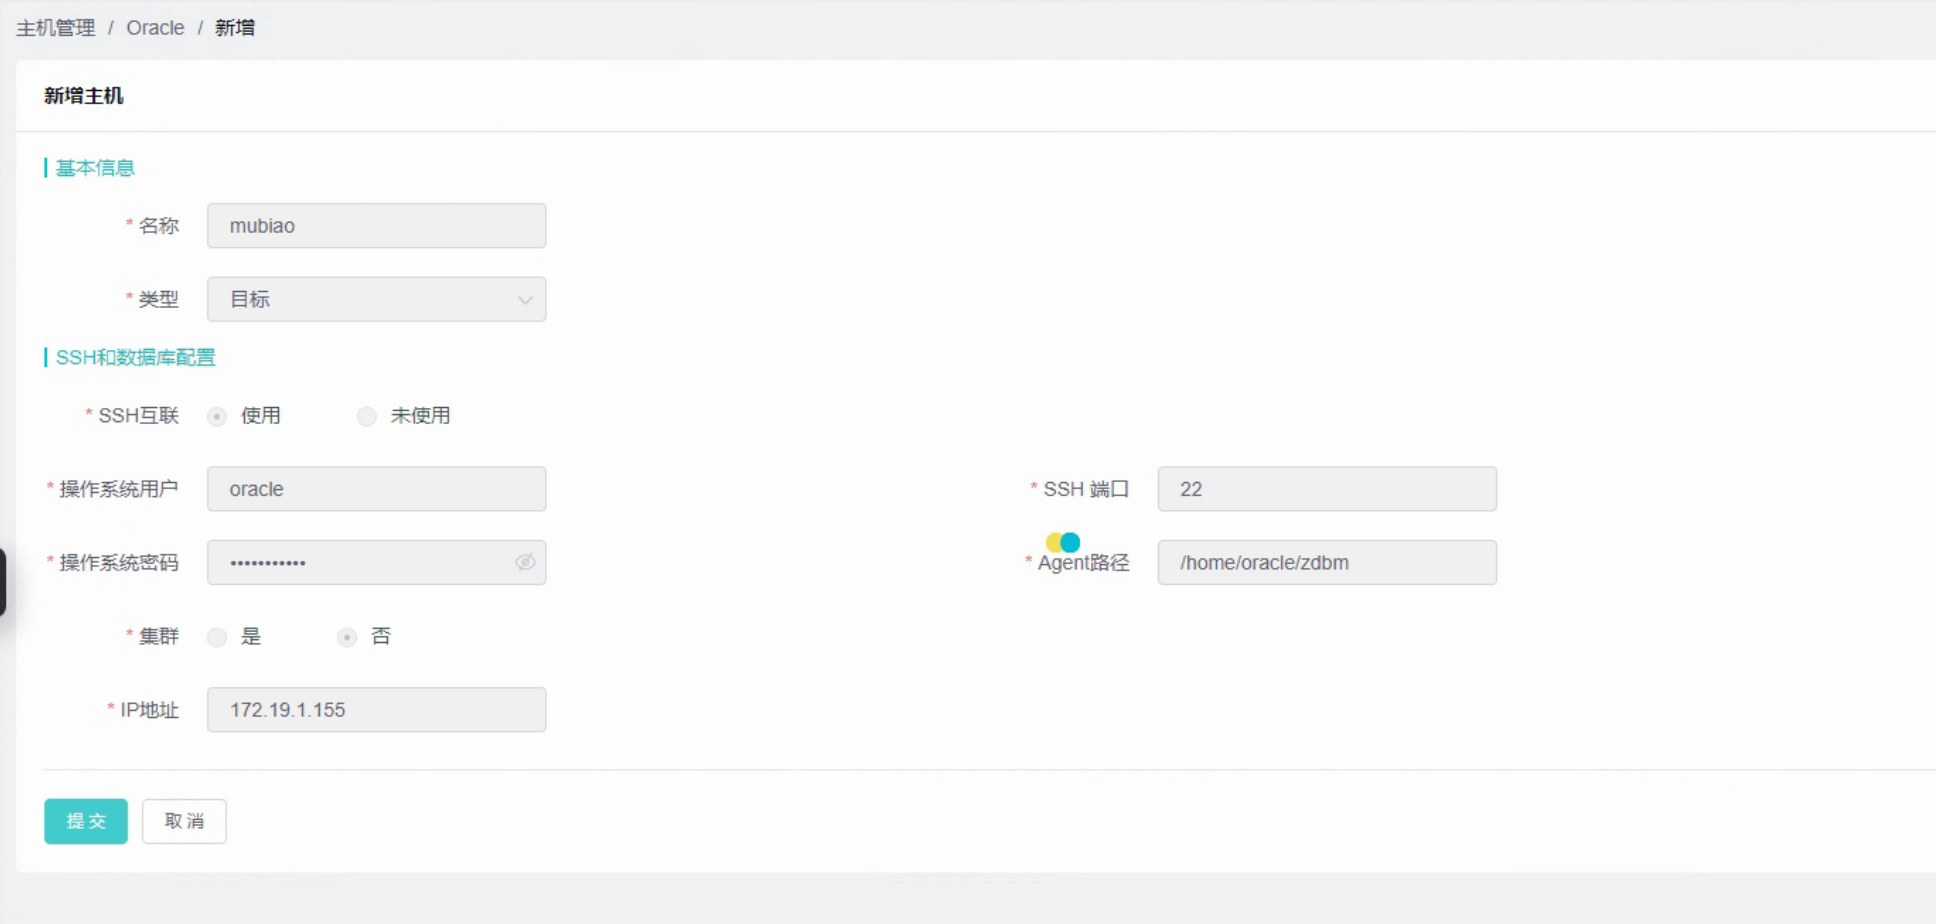 主机管理 / Oracle / 新增
新增主机
基本信息
* 名称 mubiao
* 类型 目标
SSH和数据库配置
* SSH互联 使用 未使用
* 操作系统用户 oracle * SSH 端口 22
* 操作系统密码 ••••••••••• * Agent路径 /home/oracle/zdbm
* 集群 是 否
* IP地址 172.19.1.155
提交 取消